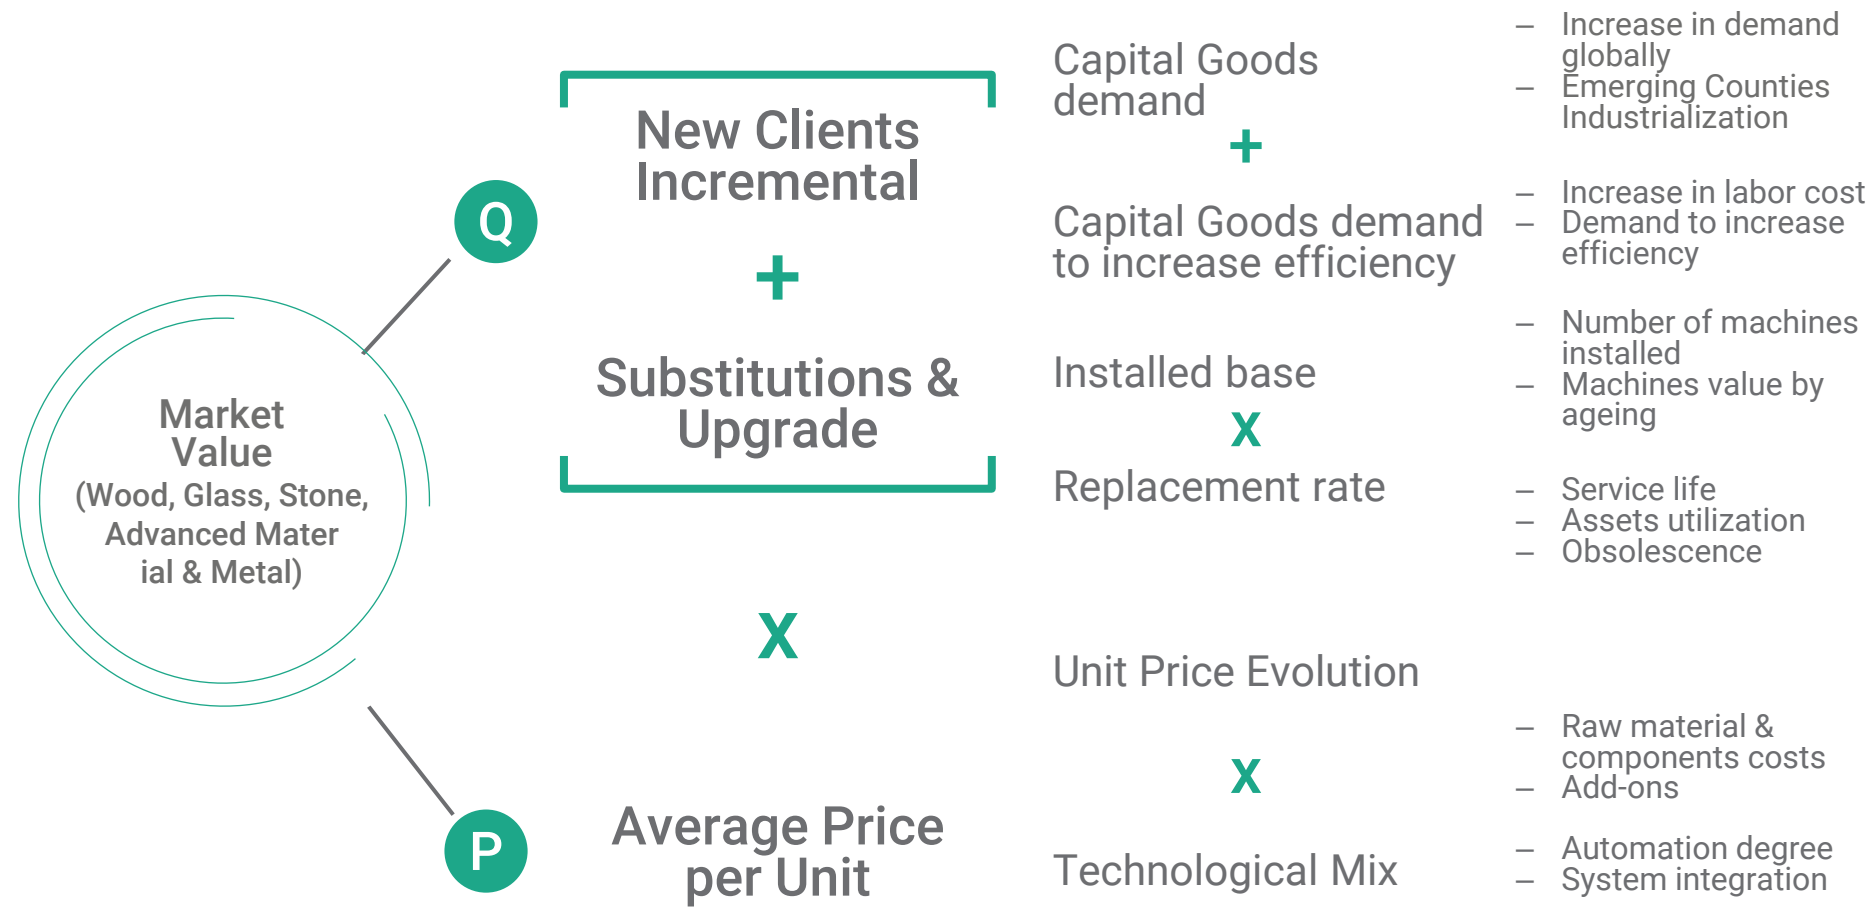 Market
Value
(Wood, Glass, Stone,
Advanced Mater
ial & Metal)
Q
New Clients
Incremental
+
Substitutions &
Upgrade
x
P
Average Price
per Unit
Capital Goods
demand
+
Capital Goods demand
to increase efficiency
Installed base
x
Replacement rate
Unit Price Evolution
x
Technological Mix
– Increase in demand
globally
– Emerging Counties
Industrialization
– Increase in labor cost
– Demand to increase
efficiency
– Number of machines
installed
– Machines value by
ageing
– Service life
– Assets utilization
– Obsolescence
– Raw material &
components costs
– Add-ons
– Automation degree
– System integration